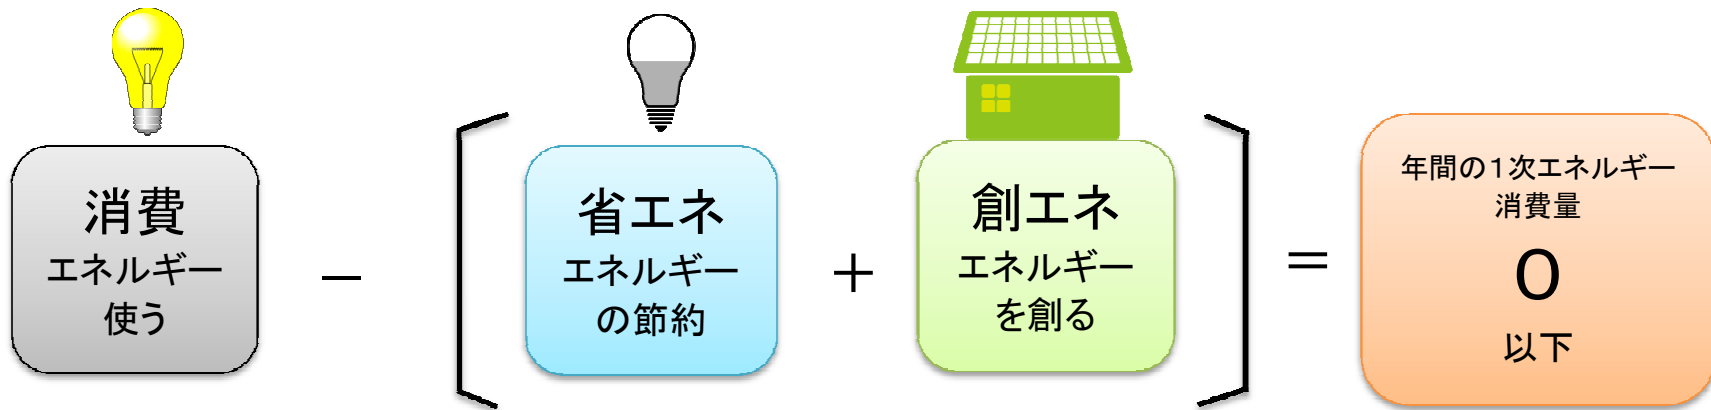 消費
エネルギー
使う
－
［
省エネ
エネルギー
の節約
＋
創エネ
エネルギー
を創る
］
＝
年間の１次エネルギー
消費量
０
以下